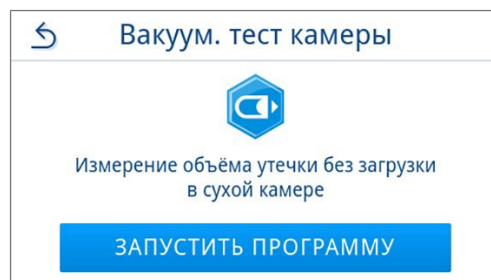 Вакуум. тест камеры
Измерение объёма утечки без загрузки
в сухой камере
ЗАПУСТИТЬ ПРОГРАММУ